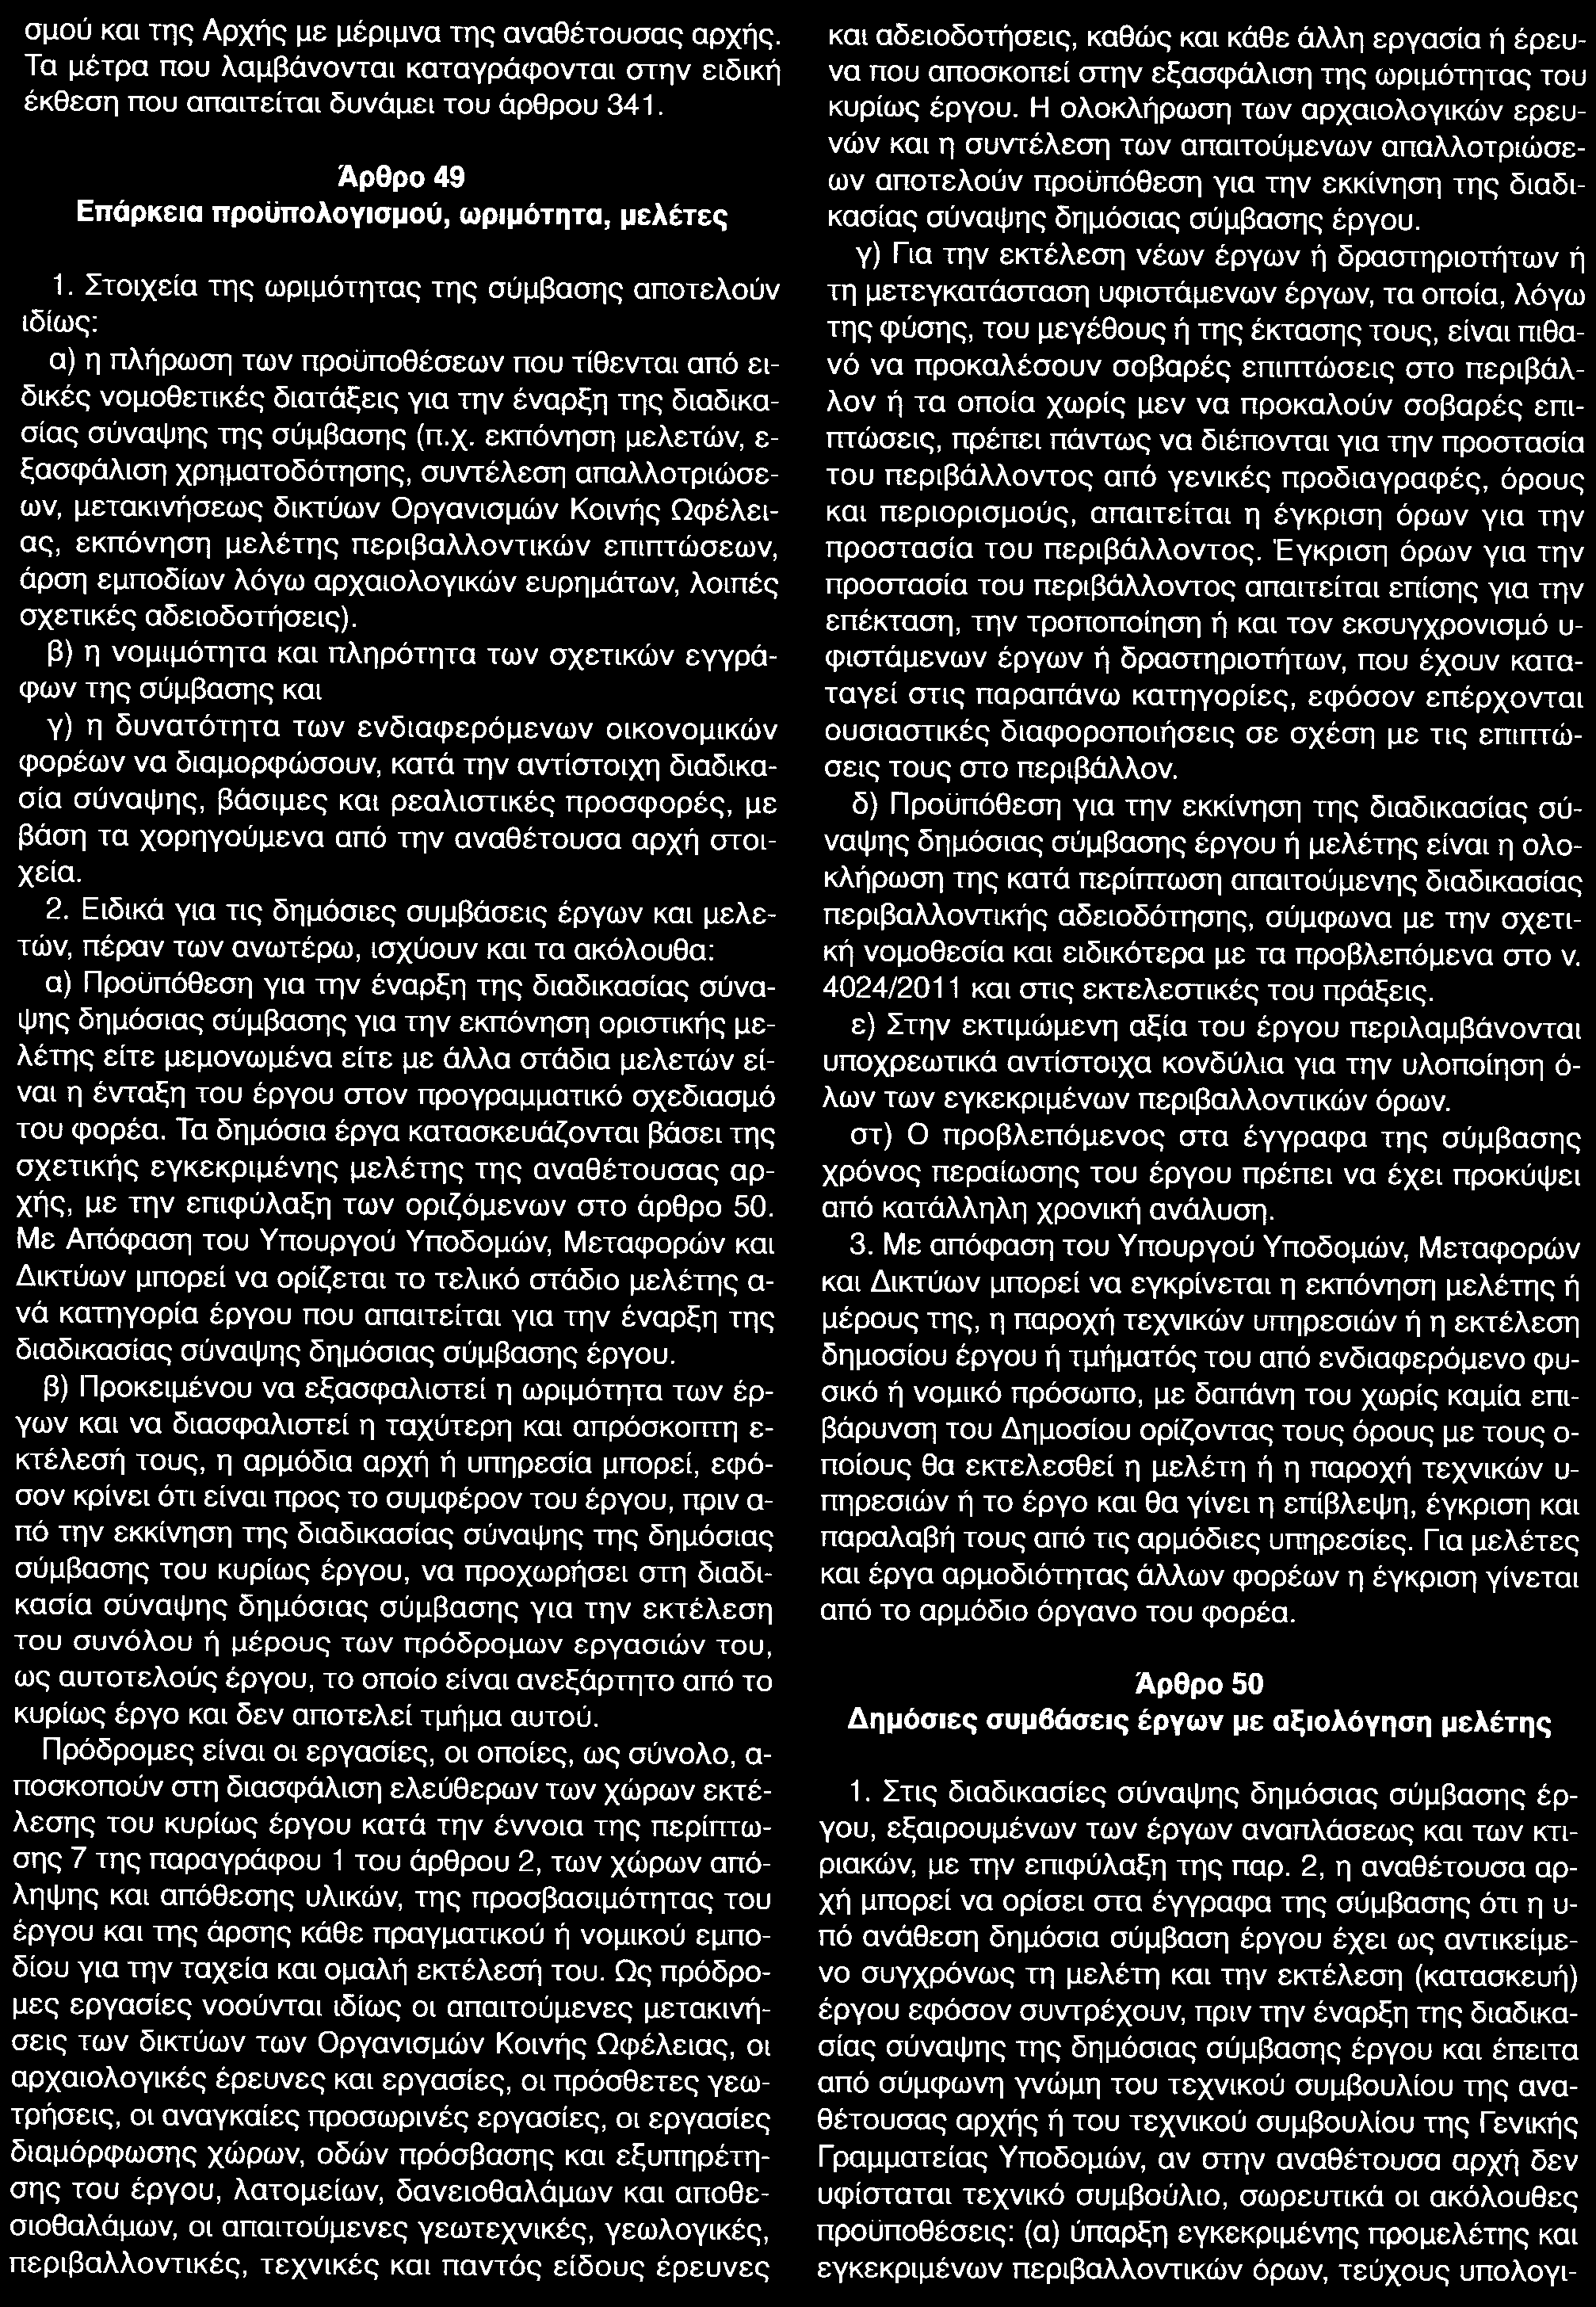 σμού και της Αρχής με μέριμνα της αναθέτουσας αρχής.
Τα μέτρα που λαμβάνονται καταγράφονται στην ειδική
έκθεση που απαιτείται δυνάμει του άρθρου 341.
Άρθρο 49
Επάρκεια προϋπολογισμού, ωριμότητα, μελέτες
1. Στοιχεία της ωριμότητας της σύμβασης αποτελούν
ιδίως:
α) η πλήρωση των προϋποθέσεων που τίθενται από ει-
δικές νομοθετικές διατάξεις για την έναρξη της διαδικα-
σίας σύναψης της σύμβασης (π.χ. εκπόνηση μελετών, ε-
ξασφάλιση χρηματοδότησης, συντέλεση απαλλοτριώσε-
ων, μετακινήσεως δικτύων Οργανισμών Κοινής Ωφέλει-
ας, εκπόνηση μελέτης περιβαλλοντικών επιπτώσεων,
άρση εμποδίων λόγω αρχαιολογικών ευρημάτων, λοιπές
σχετικές αδειοδοτήσεις).
β) η νομιμότητα και πληρότητα των σχετικών εγγρά-
φων της σύμβασης και
γ) η δυνατότητα των ενδιαφερόμενων οικονομικών
φορέων να διαμορφώσουν, κατά την αντίστοιχη διαδικα-
σία σύναψης, βάσιμες και ρεαλιστικές προσφορές, με
βάση τα χορηγούμενα από την αναθέτουσα αρχή στοι-
χεία.
2. Ειδικά για τις δημόσιες συμβάσεις έργων και μελε-
τών, πέραν των ανωτέρω, ισχύουν και τα ακόλουθα:
α) Προϋπόθεση για την έναρξη της διαδικασίας σύνα-
ψης δημόσιας σύμβασης για την εκπόνηση οριστικής με-
λέτης είτε μεμονωμένα είτε με άλλα στάδια μελετών εί-
ναι η ένταξη του έργου στον προγραμματικό σχεδιασμό
του φορέα. Τα δημόσια έργα κατασκευάζονται βάσει της
σχετικής εγκεκριμένης μελέτης της αναθέτουσας αρ-
χής, με την επιφύλαξη των οριζόμενων στο άρθρο 50.
Με Απόφαση του Υπουργού Υποδομών, Μεταφορών και
Δικτύων μπορεί να ορίζεται το τελικό στάδιο μελέτης α-
νά κατηγορία έργου που απαιτείται για την έναρξη της
διαδικασίας σύναψης δημόσιας σύμβασης έργου.
β) Προκειμένου να εξασφαλιστεί η ωριμότητα των έρ-
γων και να διασφαλιστεί η ταχύτερη και απρόσκοπτη ε-
κτέλεσή τους, η αρμόδια αρχή ή υπηρεσία μπορεί, εφό-
σον κρίνει ότι είναι προς το συμφέρον του έργου, πριν α-
πό την εκκίνηση της διαδικασίας σύναψης της δημόσιας
σύμβασης του κυρίως έργου, να προχωρήσει στη διαδι-
κασία σύναψης δημόσιας σύμβασης για την εκτέλεση
του συνόλου ή μέρους των πρόδρομων εργασιών του,
ως αυτοτελούς έργου, το οποίο είναι ανεξάρτητο από το
κυρίως έργο και δεν αποτελεί τμήμα αυτού.
Πρόδρομες είναι οι εργασίες, οι οποίες, ως σύνολο, α-
ποσκοπούν στη διασφάλιση ελεύθερων των χώρων εκτέ-
λεσης του κυρίως έργου κατά την έννοια της περίπτω-
σης 7 της παραγράφου 1 του άρθρου 2, των χώρων από-
ληψης και απόθεσης υλικών, της προσβασιμότητας του
έργου και της άρσης κάθε πραγματικού ή νομικού εμπο-
δίου για την ταχεία και ομαλή εκτέλεσή του. Ως πρόδρο-
μες εργασίες νοούνται ιδίως οι απαιτούμενες μετακινή-
σεις των δικτύων των Οργανισμών Κοινής Ωφέλειας, οι
αρχαιολογικές έρευνες και εργασίες, οι πρόσθετες γεω-
τρήσεις, οι αναγκαίες προσωρινές εργασίες, οι εργασίες
διαμόρφωσης χώρων, οδών πρόσβασης και εξυπηρέτη-
σης του έργου, λατομείων, δανειοθαλάμων και αποθε-
σιοθαλάμων, οι απαιτούμενες γεωτεχνικές, γεωλογικές,
περιβαλλοντικές, τεχνικές και παντός είδους έρευνες
και αδειοδοτήσεις, καθώς και κάθε άλλη εργασία ή έρευ-
να που αποσκοπεί στην εξασφάλιση της ωριμότητας του
κυρίως έργου. Η ολοκλήρωση των αρχαιολογικών ερευ-
νών και η συντέλεση των απαιτούμενων απαλλοτριώσε-
ων αποτελούν προϋπόθεση για την εκκίνηση της διαδι-
κασίας σύναψης δημόσιας σύμβασης έργου.
γ) Για την εκτέλεση νέων έργων ή δραστηριοτήτων ή
τη μετεγκατάσταση υφιστάμενων έργων, τα οποία, λόγω
της φύσης, του μεγέθους ή της έκτασης τους, είναι πιθα-
νό να προκαλέσουν σοβαρές επιπτώσεις στο περιβάλ-
λον ή τα οποία χωρίς μεν να προκαλούν σοβαρές επι-
πτώσεις, πρέπει πάντως να διέπονται για την προστασία
του περιβάλλοντος από γενικές προδιαγραφές, όρους
και περιορισμούς, απαιτείται η έγκριση όρων για την
προστασία του περιβάλλοντος. Έγκριση όρων για την
προστασία του περιβάλλοντος απαιτείται επίσης για την
επέκταση, την τροποποίηση ή και τον εκσυγχρονισμό υ-
φιστάμενων έργων ή δραστηριοτήτων, που έχουν κατα-
ταγεί στις παραπάνω κατηγορίες, εφόσον επέρχονται
ουσιαστικές διαφοροποιήσεις σε σχέση με τις επιπτώ-
σεις τους στο περιβάλλον.
δ) Προϋπόθεση για την εκκίνηση της διαδικασίας σύ-
ναψης δημόσιας σύμβασης έργου ή μελέτης είναι η ολο-
κλήρωση της κατά περίπτωση απαιτούμενης διαδικασίας
περιβαλλοντικής αδειοδότησης, σύμφωνα με την σχετι-
κή νομοθεσία και ειδικότερα με τα προβλεπόμενα στο ν.
4024/2011 και στις εκτελεστικές του πράξεις.
ε) Στην εκτιμώμενη αξία του έργου περιλαμβάνονται
υποχρεωτικά αντίστοιχα κονδύλια για την υλοποίηση ό-
λων των εγκεκριμένων περιβαλλοντικών όρων.
στ) Ο προβλεπόμενος στα έγγραφα της σύμβασης
χρόνος περαίωσης του έργου πρέπει να έχει προκύψει
από κατάλληλη χρονική ανάλυση.
3. Με απόφαση του Υπουργού Υποδομών, Μεταφορών
και Δικτύων μπορεί να εγκρίνεται η εκπόνηση μελέτης ή
μέρους της, η παροχή τεχνικών υπηρεσιών ή η εκτέλεση
δημοσίου έργου ή τμήματός του από ενδιαφερόμενο φυ-
σικό ή νομικό πρόσωπο, με δαπάνη του χωρίς καμία επι-
βάρυνση του Δημοσίου ορίζοντας τους όρους με τους ο-
ποίους θα εκτελεσθεί η μελέτη ή η παροχή τεχνικών υ-
πηρεσιών ή το έργο και θα γίνει η επίβλεψη, έγκριση και
παραλαβή τους από τις αρμόδιες υπηρεσίες. Για μελέτες
και έργα αρμοδιότητας άλλων φορέων η έγκριση γίνεται
από το αρμόδιο όργανο του φορέα.
Άρθρο 50
Δημόσιες συμβάσεις έργων με αξιολόγηση μελέτης
1. Στις διαδικασίες σύναψης δημόσιας σύμβασης έρ-
γου, εξαιρουμένων των έργων αναπλάσεως και των κτι-
ριακών, με την επιφύλαξη της παρ. 2, η αναθέτουσα αρ-
χή μπορεί να ορίσει στα έγγραφα της σύμβασης ότι η υ-
πό ανάθεση δημόσια σύμβαση έργου έχει ως αντικείμε-
νο συγχρόνως τη μελέτη και την εκτέλεση (κατασκευή)
έργου εφόσον συντρέχουν, πριν την έναρξη της διαδικα-
σίας σύναψης της δημόσιας σύμβασης έργου και έπειτα
από σύμφωνη γνώμη του τεχνικού συμβουλίου της ανα-
θέτουσας αρχής ή του τεχνικού συμβουλίου της Γενικής
Γραμματείας Υποδομών, αν στην αναθέτουσα αρχή δεν
υφίσταται τεχνικό συμβούλιο, σωρευτικά οι ακόλουθες
προϋποθέσεις: (α) ύπαρξη εγκεκριμένης προμελέτης και
εγκεκριμένων περιβαλλοντικών όρων, τεύχους υπολογι-